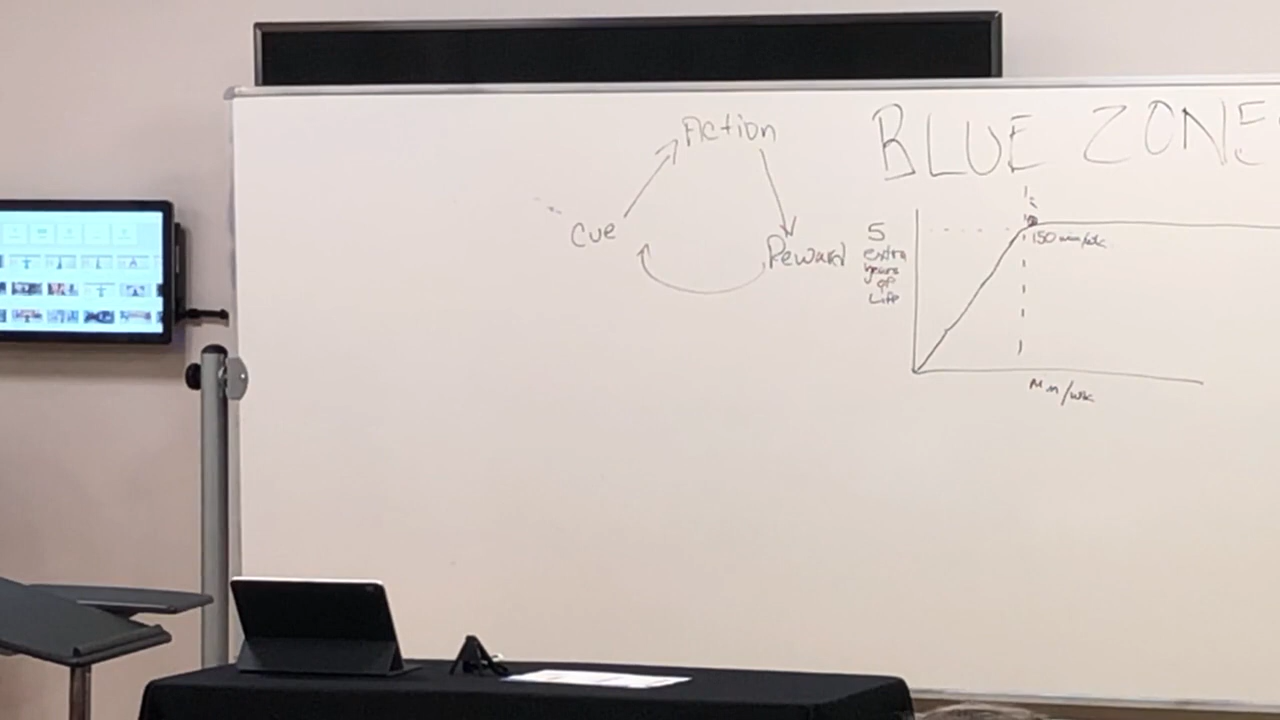 Action
Cue
Reward
BLUE ZONE
5
extra
years
of
Life
150 min/wk
Min/wk